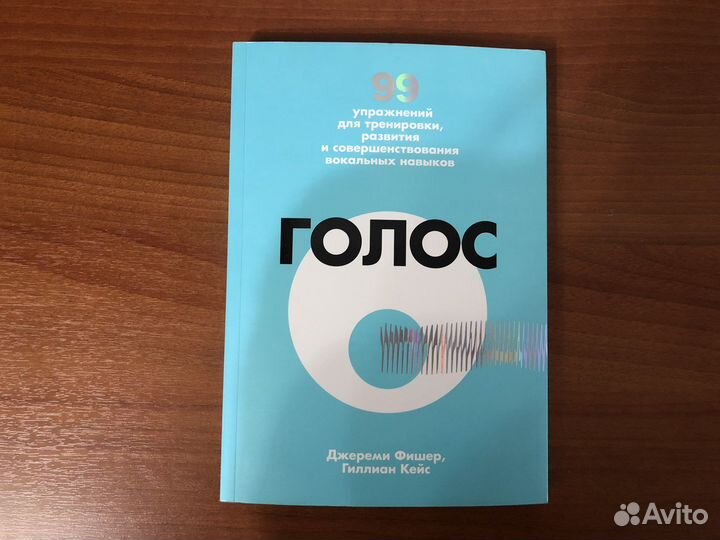 99
упражнений
для тренировки,
развития
и совершенствования
вокальных навыков
ГОЛОС
Джереми Фишер,
Гиллиан Кейс
Avito